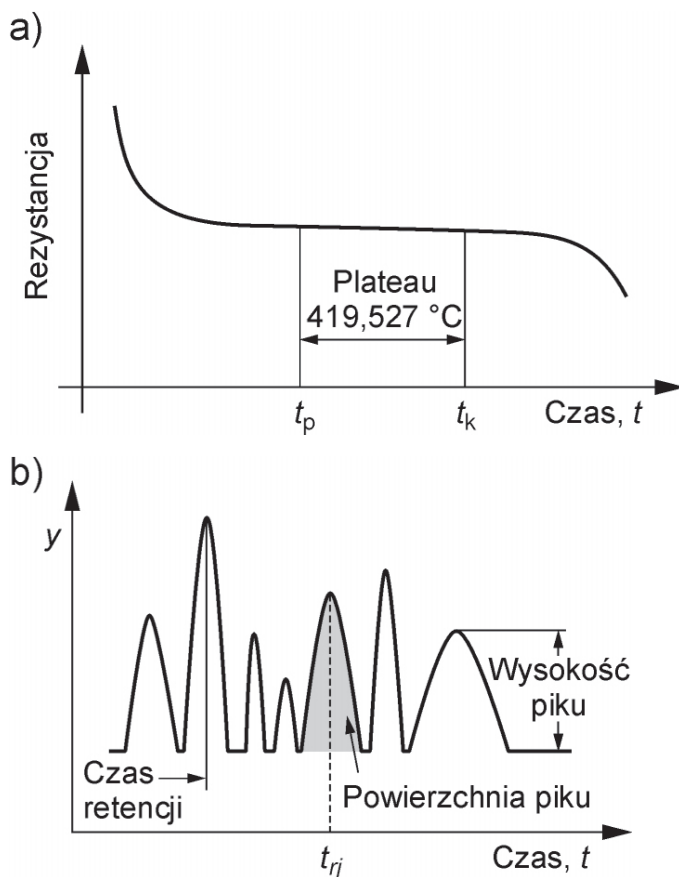 a)
Rezystancja
Plateau
419,527 °C
tp
tk
Czas, t
b)
y
Wysokość
piku
Czas
retencji
Powierzchnia piku
trj
Czas, t